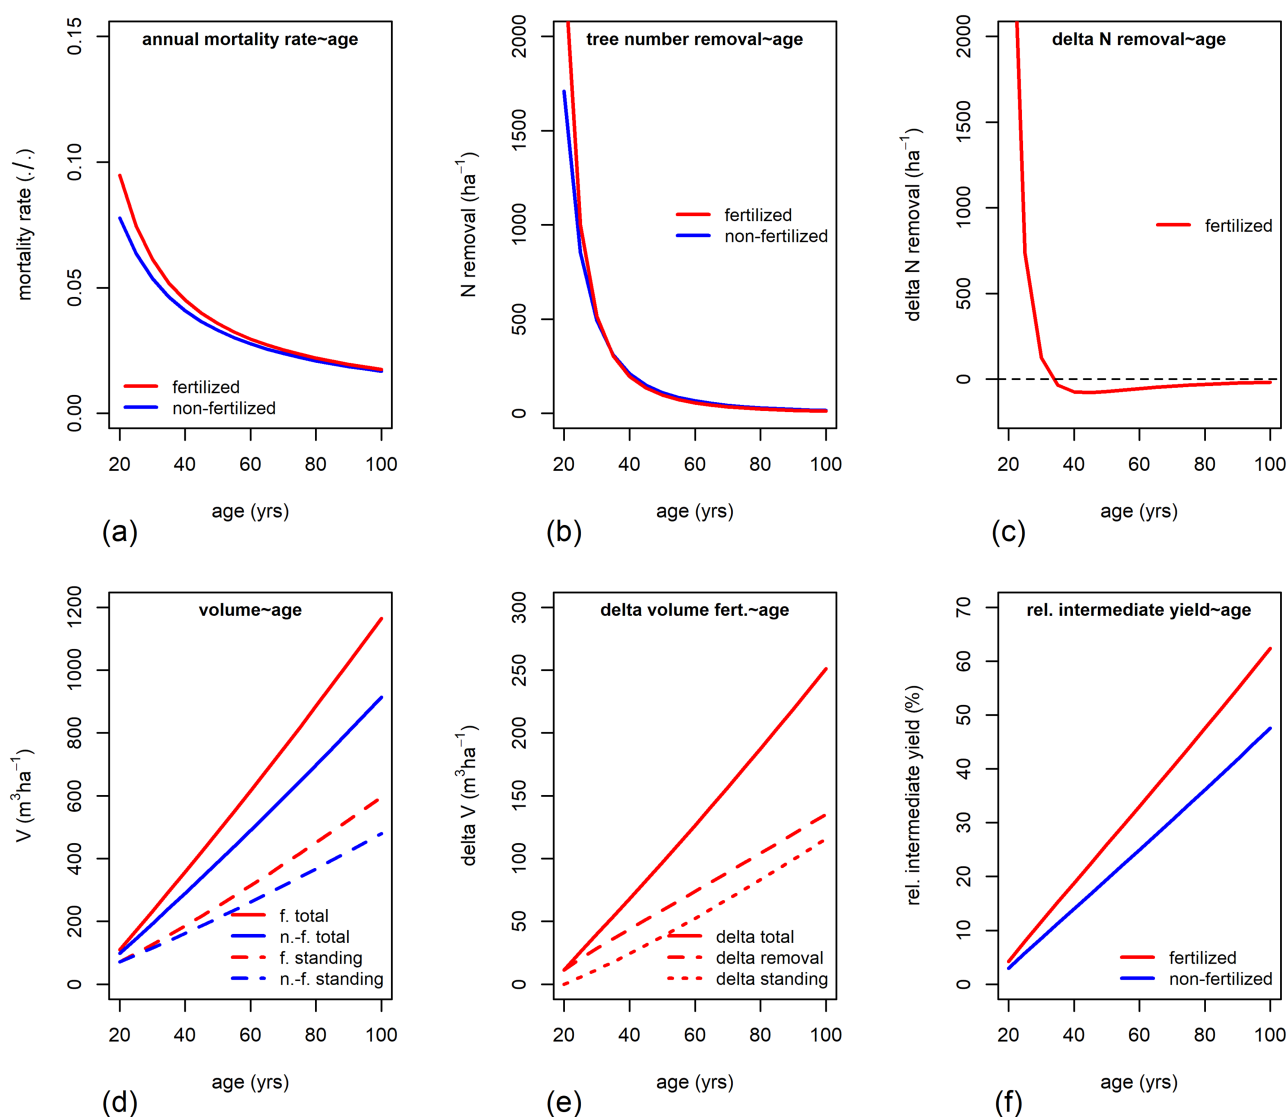 annual mortality rate~age
mortality rate (./.)
0.15
0.10
0.05
0.00
fertilized
non-fertilized
20 40 60 80 100
age (yrs)
(a)
tree number removal~age
N removal (ha⁻¹)
2000
1500
1000
500
0
fertilized
non-fertilized
20 40 60 80 100
age (yrs)
(b)
delta N removal~age
delta N removal (ha⁻¹)
2000
1500
1000
500
0
fertilized
20 40 60 80 100
age (yrs)
(c)
volume~age
V (m³ha⁻¹)
1200
1000
800
600
400
200
0
f. total
n.-f. total
f. standing
n.-f. standing
20 40 60 80 100
age (yrs)
(d)
delta volume fert.~age
delta V (m³ha⁻¹)
300
250
200
150
100
50
0
delta total
delta removal
delta standing
20 40 60 80 100
age (yrs)
(e)
rel. intermediate yield~age
rel. intermediate yield (%)
70
60
50
40
30
20
10
0
fertilized
non-fertilized
20 40 60 80 100
age (yrs)
(f)